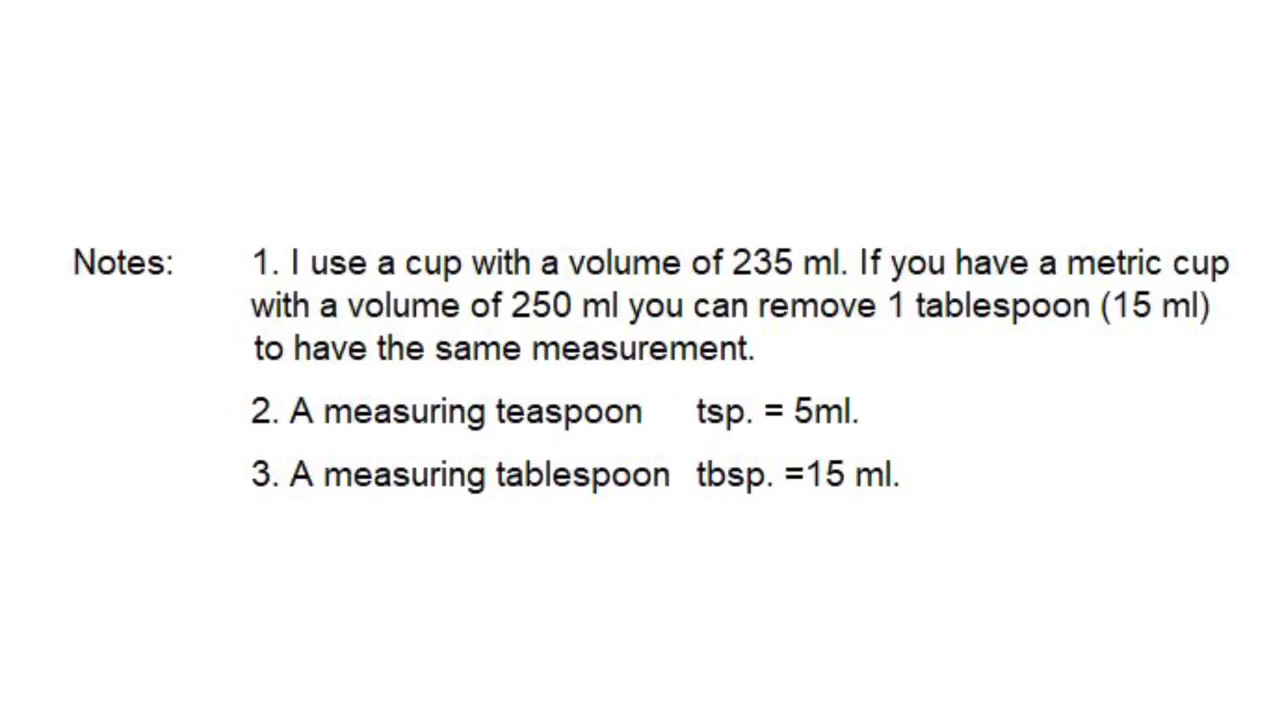 Notes: 1. I use a cup with a volume of 235 ml. If you have a metric cup
with a volume of 250 ml you can remove 1 tablespoon (15 ml)
to have the same measurement.
2. A measuring teaspoon tsp. = 5ml.
3. A measuring tablespoon tbsp. =15 ml.